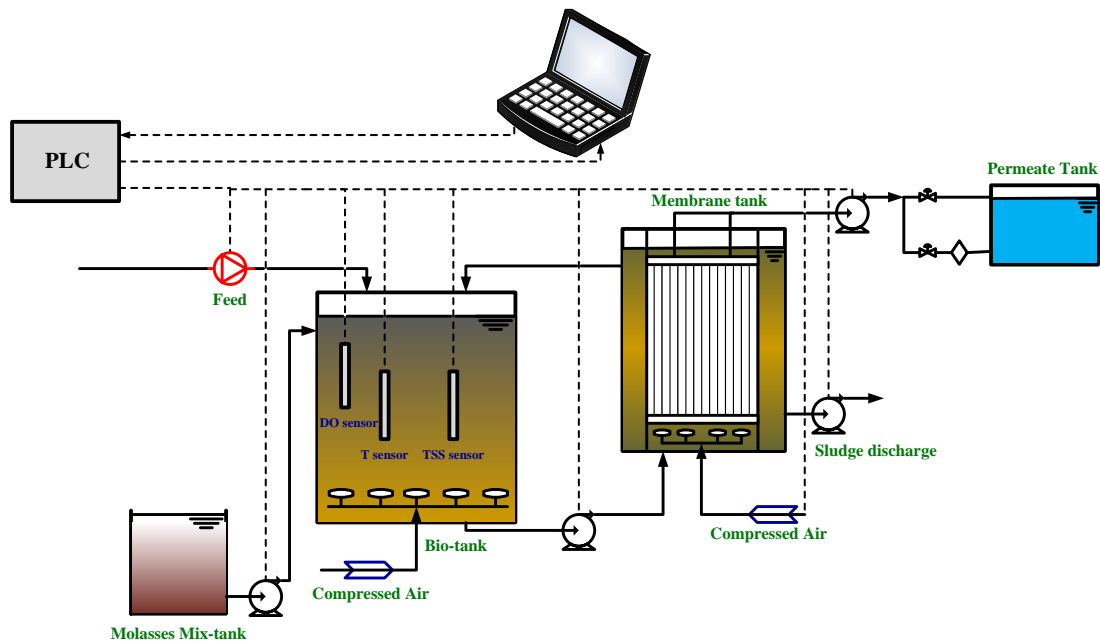 PLC
Permeate Tank
Membrane tank
Feed
DO sensor
T sensor
TSS sensor
Sludge discharge
Compressed Air
Bio-tank
Compressed Air
Molasses Mix-tank